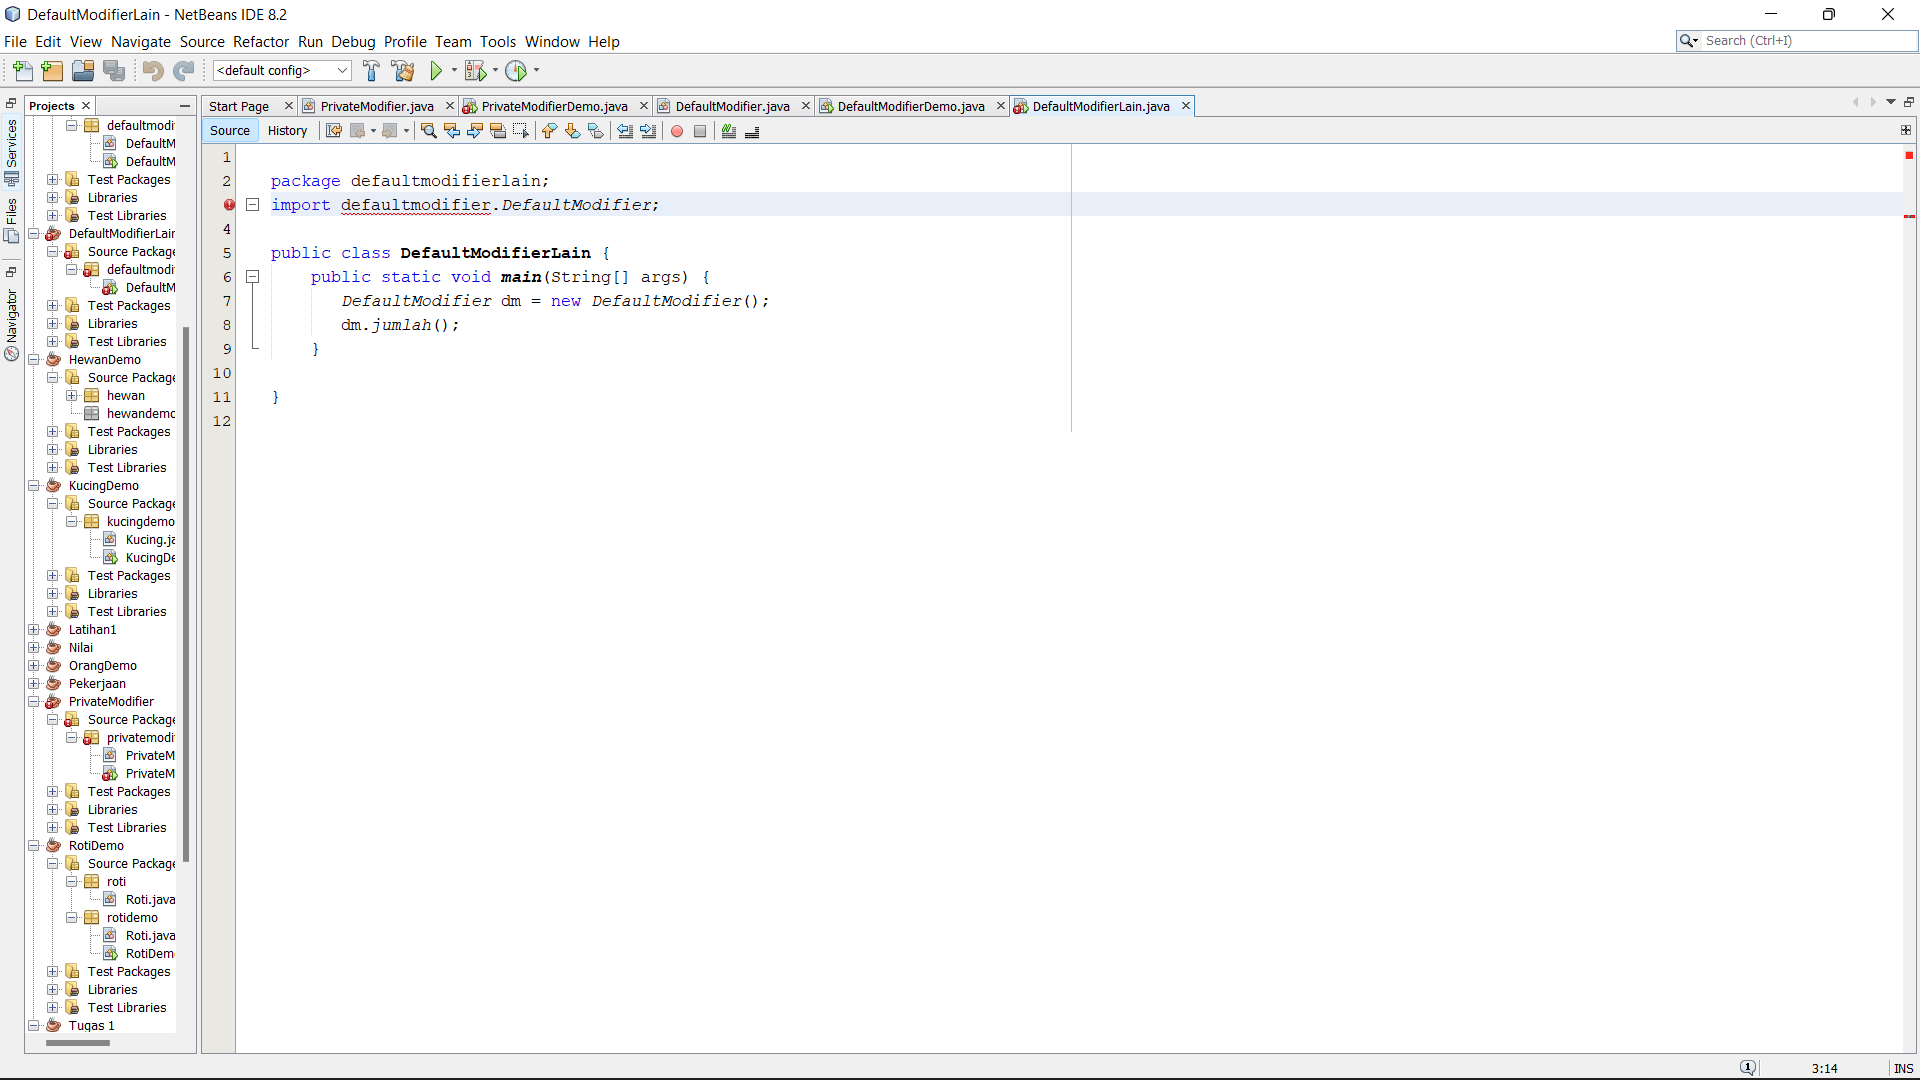 DefaultModifierLain - NetBeans IDE 8.2
File Edit View Navigate Source Refactor Run Debug Profile Team Tools Window Help
Search (Ctrl+I)
<default config>
Services
Files
Navigator
Projects
defaultmodi
DefaultM
DefaultM
Test Packages
Libraries
Test Libraries
DefaultModifierLain
Source Package
defaultmodi
DefaultM
Test Packages
Libraries
Test Libraries
HewanDemo
Source Package
hewan
hewandemo
Test Packages
Libraries
Test Libraries
KucingDemo
Source Package
kucingdemo
Kucing.ja
KucingDe
Test Packages
Libraries
Test Libraries
Latihan1
Nilai
OrangDemo
Pekerjaan
PrivateModifier
Source Package
privatemodi
PrivateM
PrivateM
Test Packages
Libraries
Test Libraries
RotiDemo
Source Package
roti
Roti.java
rotidemo
Roti.java
RotiDem
Test Packages
Libraries
Test Libraries
Tugas 1
Start Page PrivateModifier.java PrivateModifierDemo.java DefaultModifier.java DefaultModifierDemo.java DefaultModifierLain.java
Source History
1
2 package defaultmodifierlain;
import defaultmodifier.DefaultModifier;
4
5 public class DefaultModifierLain {
6 public static void main(String[] args) {
7 DefaultModifier dm = new DefaultModifier();
8 dm.jumlah();
9 }
10
11 }
12
1 3:14 INS